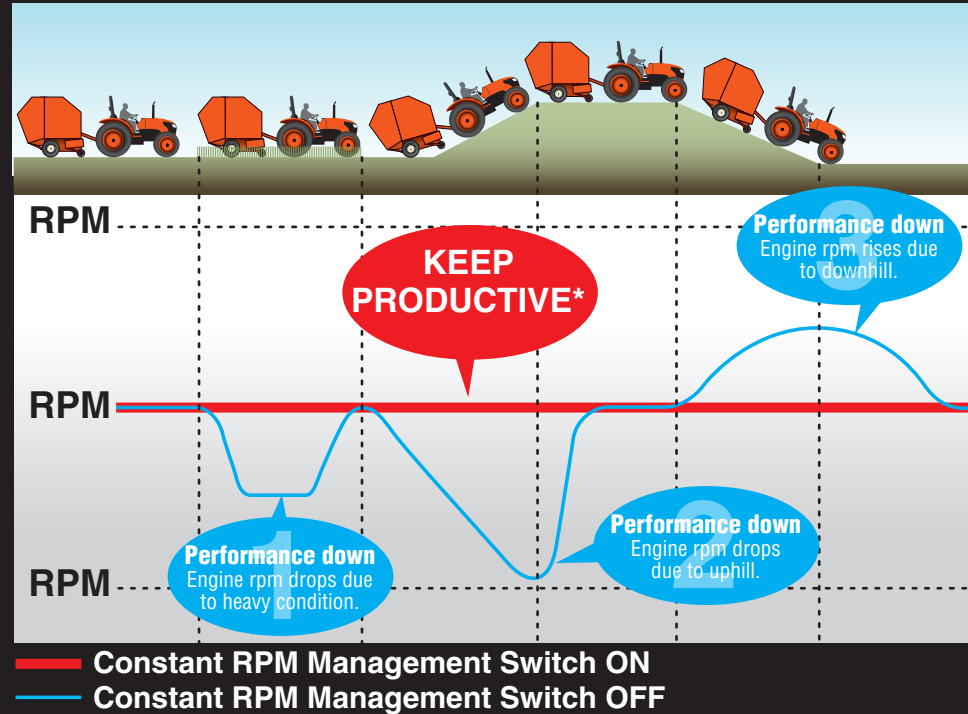 RPM
3
Performance down
Engine rpm rises due
to downhill.
KEEP
PRODUCTIVE*
RPM
1
Performance down
Engine rpm drops due
to heavy condition.
2
Performance down
Engine rpm drops
due to uphill.
RPM
Constant RPM Management Switch ON
Constant RPM Management Switch OFF